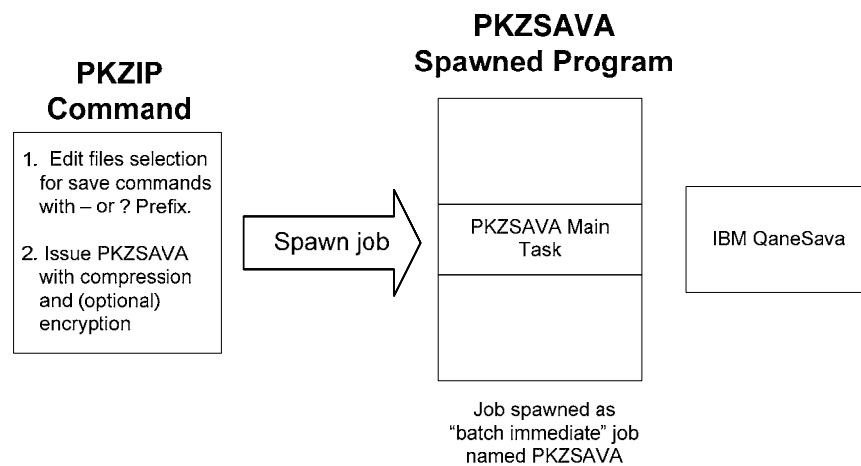 PKZIP
Command
1. Edit files selection
for save commands
with – or ? Prefix.
2. Issue PKZSAVA
with compression
and (optional)
encryption
Spawn job
PKZSAVA
Spawned Program
PKZSAVA Main
Task
Job spawned as
“batch immediate” job
named PKZSAVA
IBM QaneSava